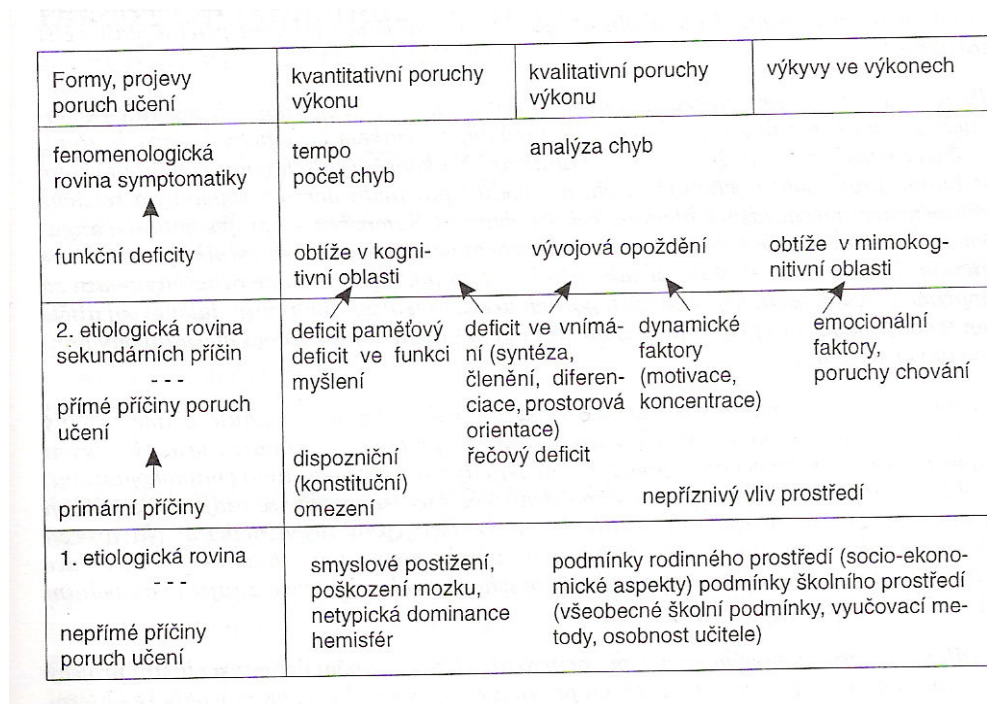 Formy, projevy
poruch učení
kvantitativní poruchy
výkonu
kvalitativní poruchy
výkonu
výkyvy ve výkonech
fenomenologická
rovina symptomatiky
tempo
počet chyb
analýza chyb
funkční deficity
obtíže v kogni-
tivní oblasti
vývojová opoždění
obtíže v mimokog-
nitivní oblasti
2. etiologická rovina
sekundárních příčin
- - -
přímé příčiny poruch
učení
deficit paměťový
deficit ve funkci
myšlení
deficit ve vnímá-
ní (syntéza,
členění, diferen-
ciace, prostorová
orientace)
řečový deficit
dynamické
faktory
(motivace,
koncentrace)
emocionální
faktory,
poruchy chování
primární příčiny
dispozniční
(konstituční)
omezení
nepříznivý vliv prostředí
1. etiologická rovina
- - -
nepřímé příčiny
poruch učení
smyslové postižení,
poškození mozku,
netypická dominance
hemisfér
podmínky rodinného prostředí (socio-ekono-
mické aspekty) podmínky školního prostředí
(všeobecné školní podmínky, vyučovací me-
tody, osobnost učitele)